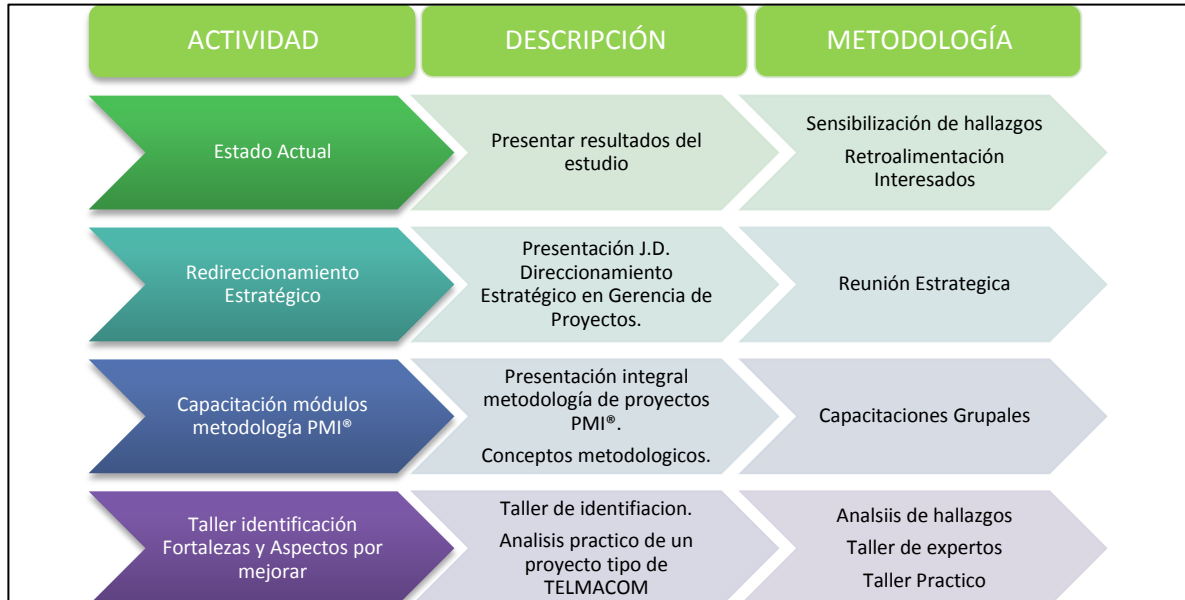 ACTIVIDAD
DESCRIPCIÓN
METODOLOGÍA
Estado Actual
Presentar resultados del
estudio
Sensibilización de hallazgos
Retroalimentación
Interesados
Redireccionamiento
Estratégico
Presentación J.D.
Direccionamiento
Estratégico en Gerencia de
Proyectos.
Reunión Estrategica
Capacitación módulos
metodología PMI®
Presentación integral
metodología de proyectos
PMI®.
Conceptos metodologicos.
Capacitaciones Grupales
Taller identificación
Fortalezas y Aspectos por
mejorar
Taller de identifiacion.
Analisis practico de un
proyecto tipo de
TELMACOM
Analsiis de hallazgos
Taller de expertos
Taller Practico